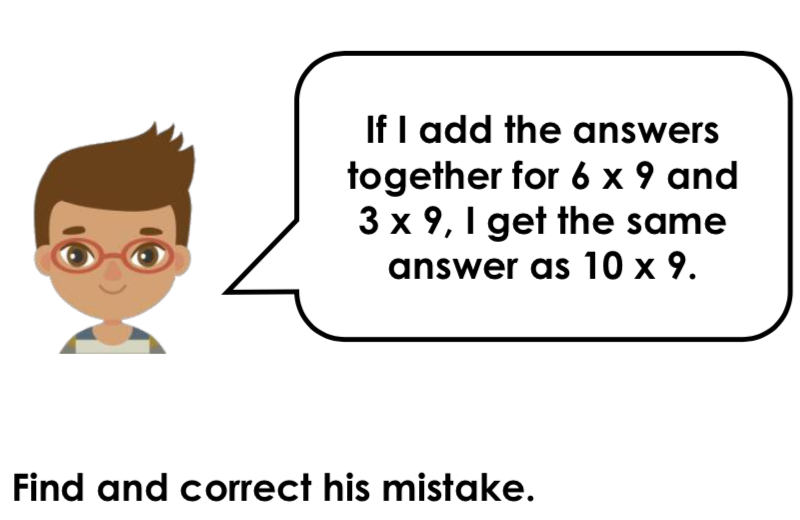 If I add the answers
together for 6 x 9 and
3 x 9, I get the same
answer as 10 x 9.
Find and correct his mistake.